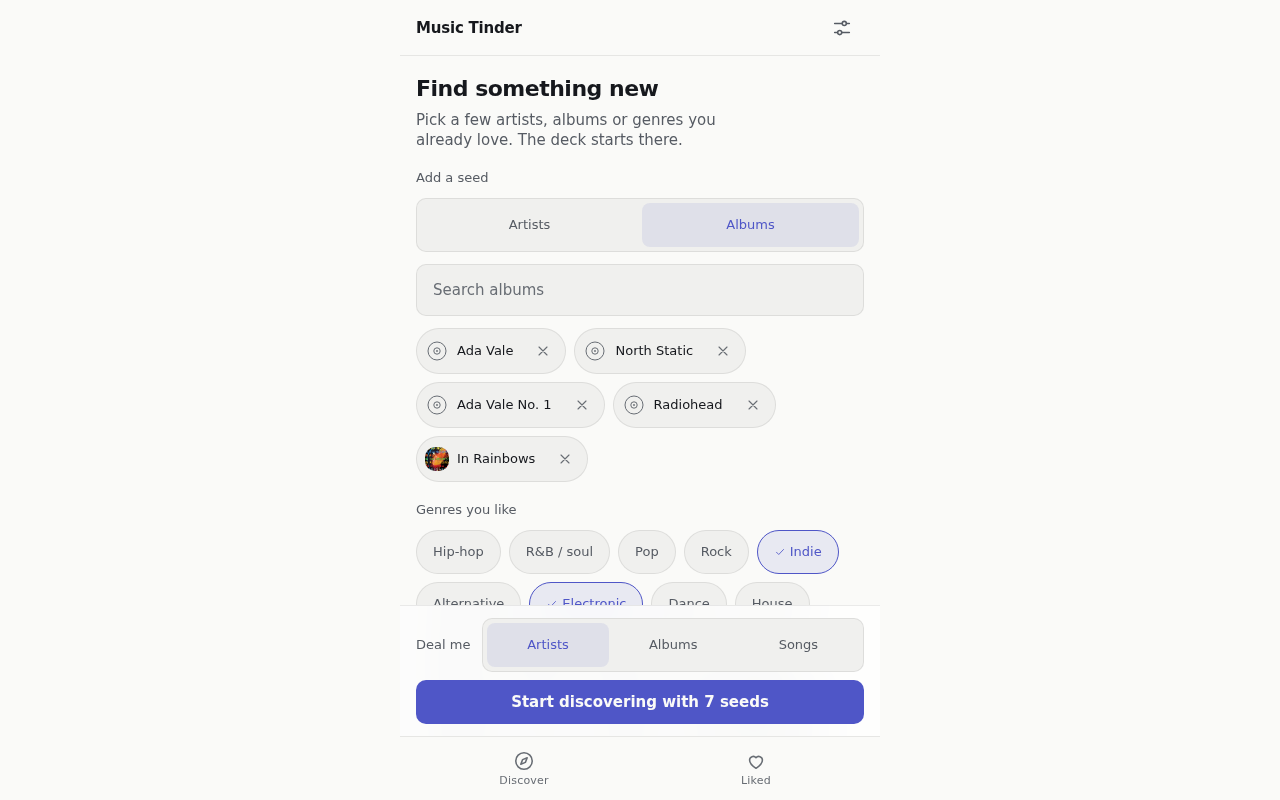 Music Tinder
Find something new
Pick a few artists, albums or genres you
already love. The deck starts there.
Add a seed
Artists Albums
Search albums
Ada Vale North Static
Ada Vale No. 1 Radiohead
In Rainbows
Genres you like
Hip-hop R&B / soul Pop Rock Indie
Alternative Electronic Dance House
Deal me Artists Albums Songs
Start discovering with 7 seeds
Discover Liked